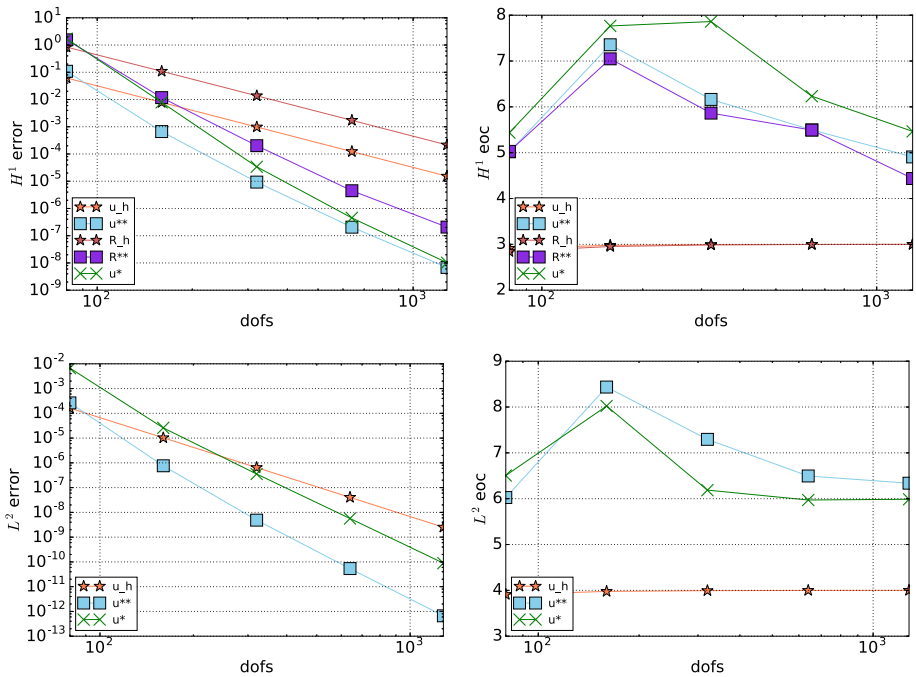 10^1
10^0
10^-1
10^-2
10^-3
10^-4
10^-5
10^-6
10^-7
10^-8
10^-9
H^1 error
u_h
u**
R_h
R**
u*
10^2 10^3
dofs
8
7
6
5
4
3
2
H^1 eoc
u_h
u**
R_h
R**
u*
10^2 10^3
dofs
10^-2
10^-3
10^-4
10^-5
10^-6
10^-7
10^-8
10^-9
10^-10
10^-11
10^-12
10^-13
L^2 error
u_h
u**
u*
10^2 10^3
dofs
9
8
7
6
5
4
3
L^2 eoc
u_h
u**
u*
10^2 10^3
dofs